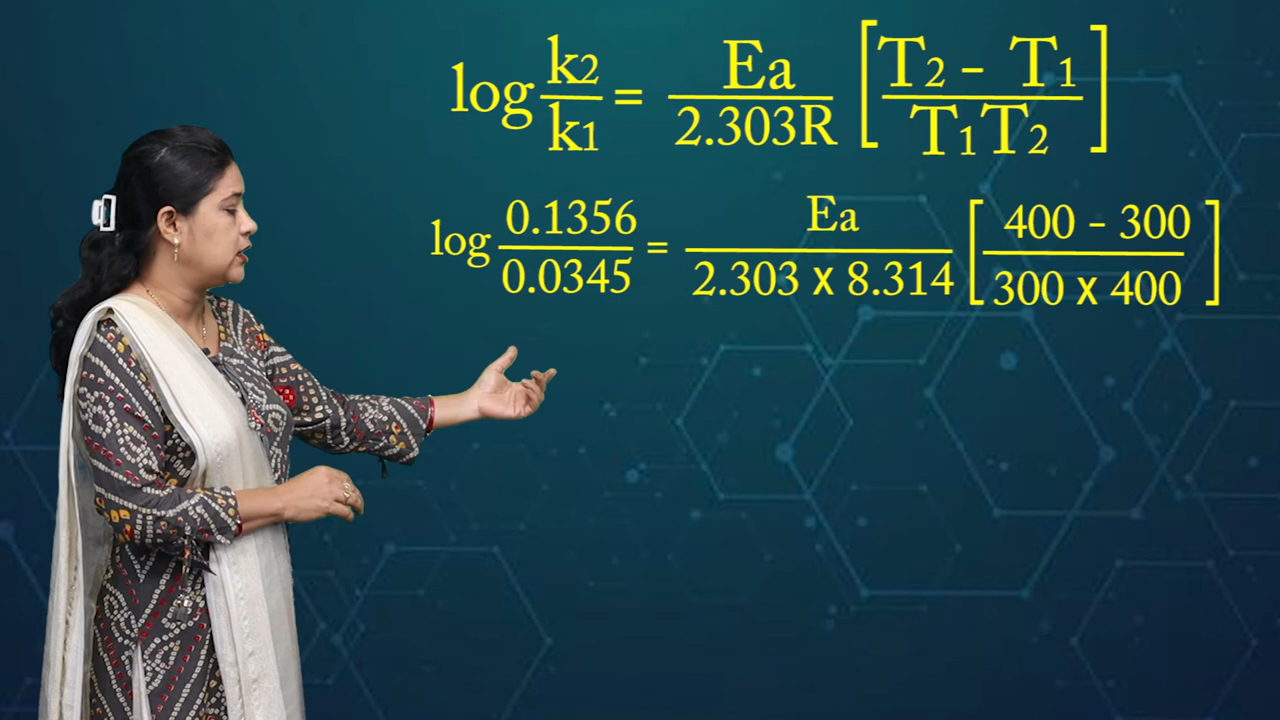 log k2/k1 = Ea/2.303R [T2 - T1/T1T2]
log 0.1356/0.0345 = Ea/2.303 x 8.314 [400 - 300/300 x 400]